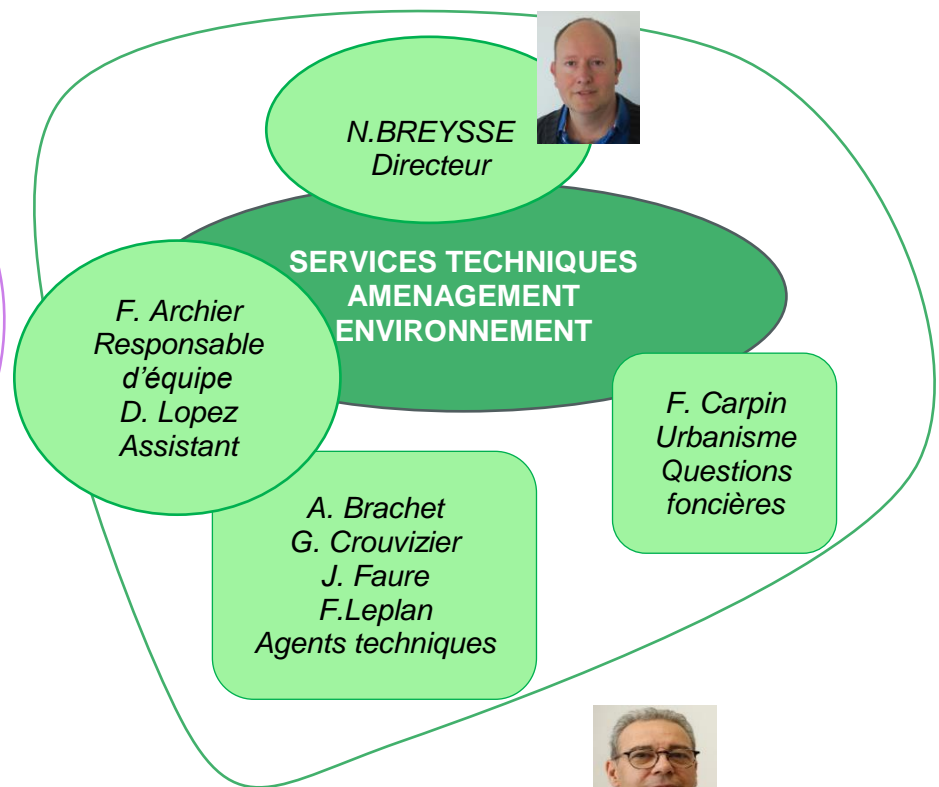 N.BREYSSE
Directeur
SERVICES TECHNIQUES
AMENAGEMENT
ENVIRONNEMENT
F. Archier
Responsable
d'équipe
D. Lopez
Assistant
F. Carpin
Urbanisme
Questions
foncières
A. Brachet
G. Crouvizier
J. Faure
F.Leplan
Agents techniques